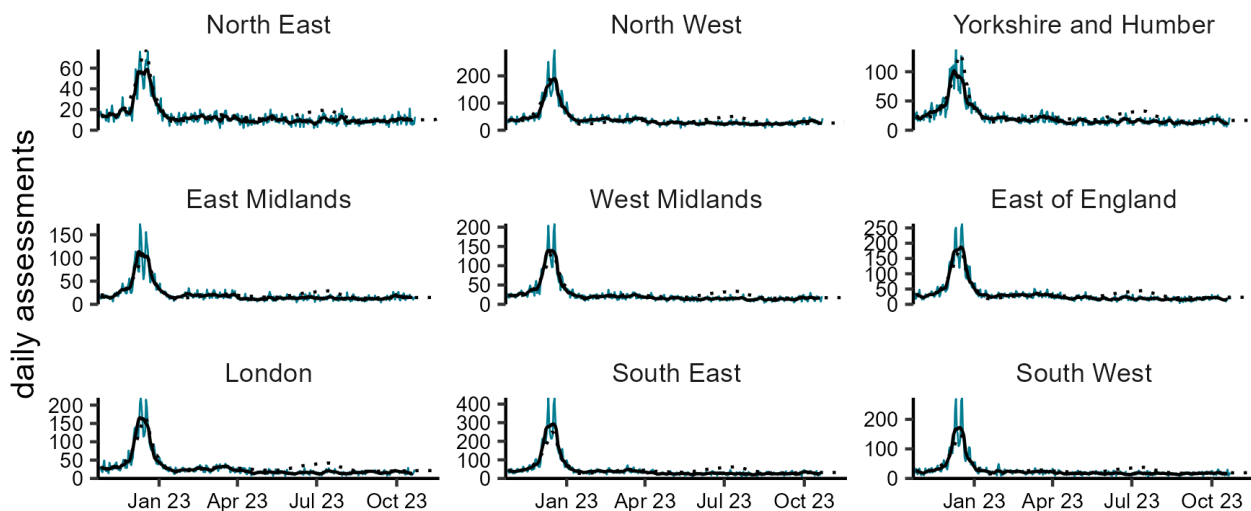 daily assessments
North East
60
40
20
0
North West
200
100
0
Yorkshire and Humber
100
50
0
East Midlands
150
100
50
0
West Midlands
200
150
100
50
0
East of England
250
200
150
100
50
0
London
200
150
100
50
0
Jan 23 Apr 23 Jul 23 Oct 23
South East
400
300
200
100
0
Jan 23 Apr 23 Jul 23 Oct 23
South West
200
100
0
Jan 23 Apr 23 Jul 23 Oct 23